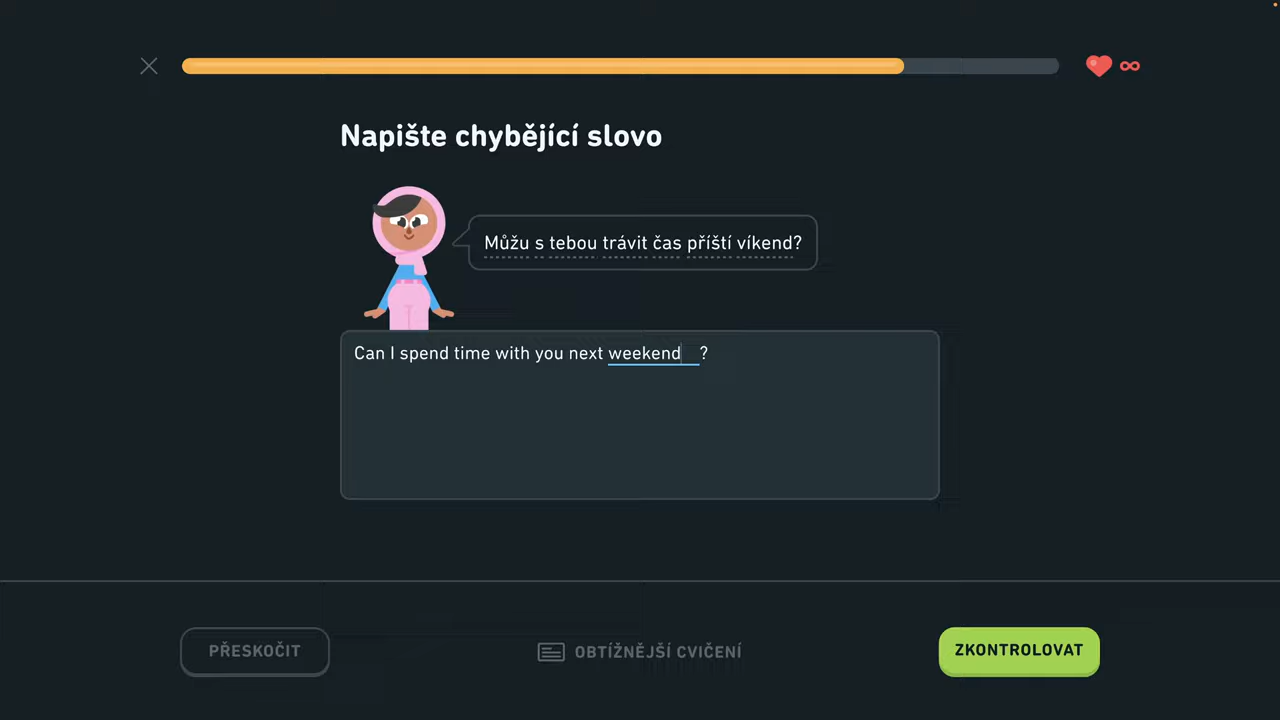 Napište chybějící slovo
Můžu s tebou trávit čas příští víkend?
Can I spend time with you next weekend ?
PŘESKOČIT
OBTÍŽNĚJŠÍ CVIČENÍ
ZKONTROLOVAT